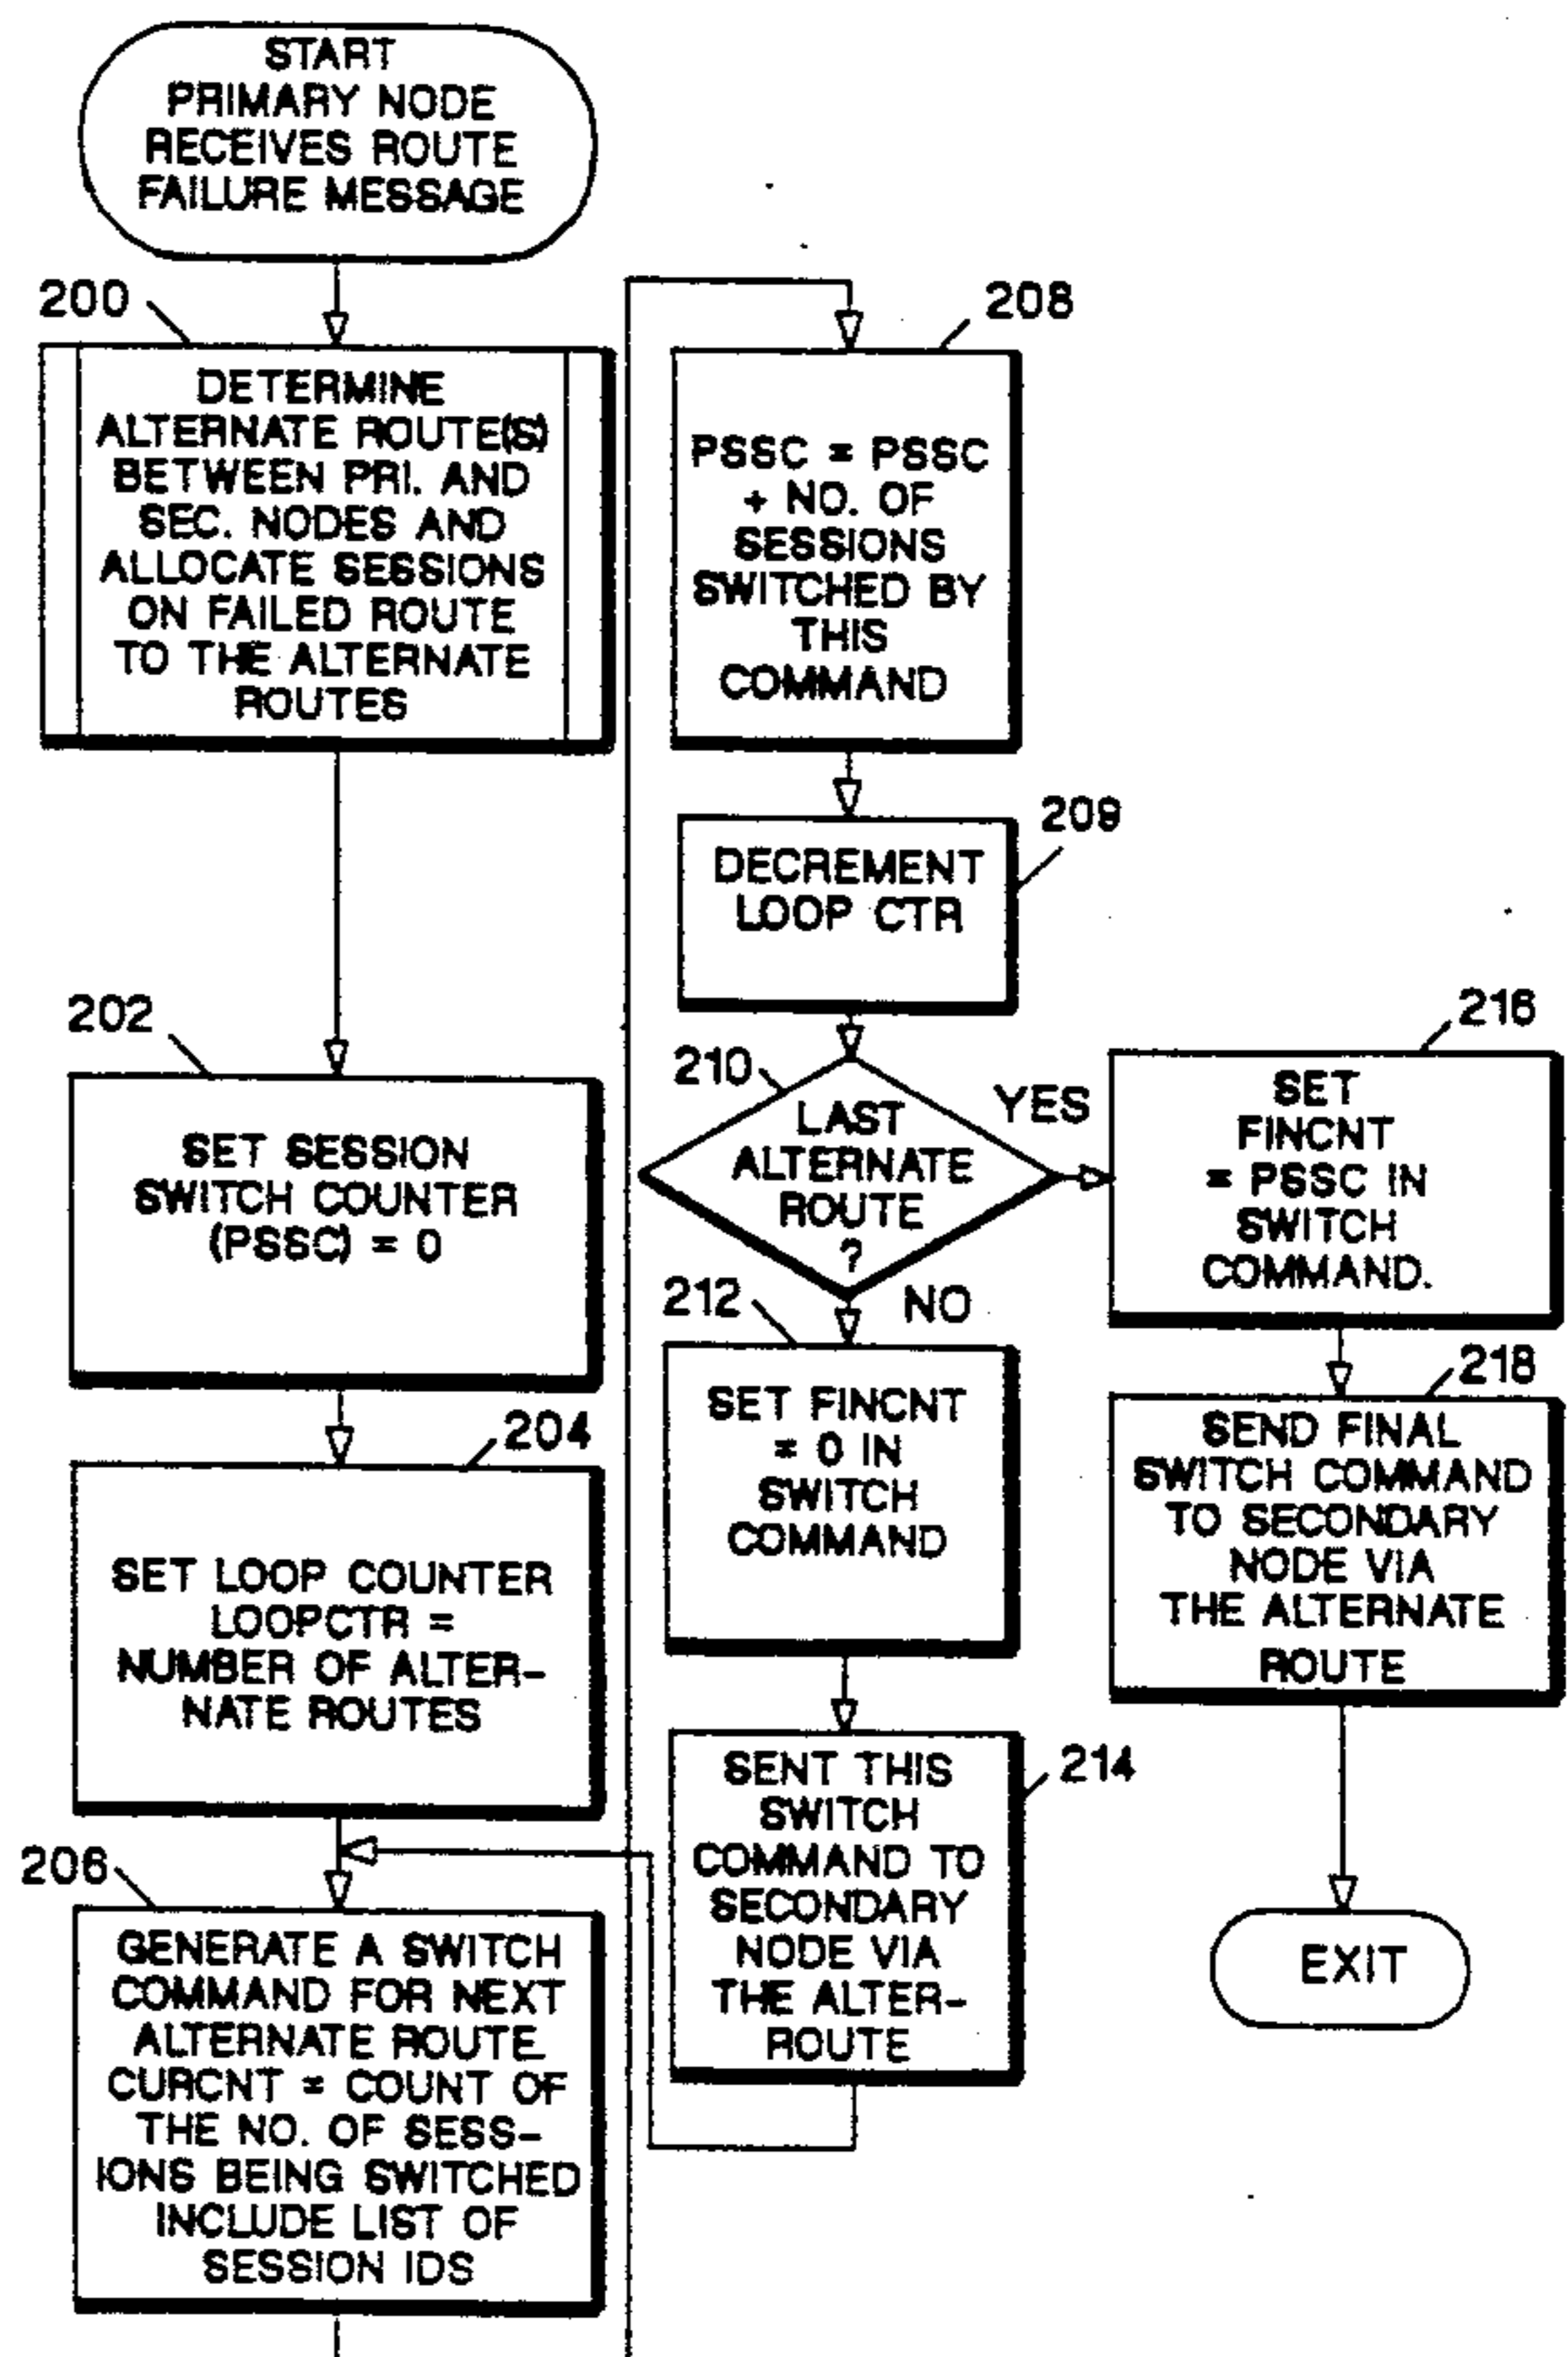 START
PRIMARY NODE
RECEIVES ROUTE
FAILURE MESSAGE
200
DETERMINE
ALTERNATE ROUTE(S)
BETWEEN PRI. AND
SEC. NODES AND
ALLOCATE SESSIONS
ON FAILED ROUTE
TO THE ALTERNATE
ROUTES
202
SET SESSION
SWITCH COUNTER
(PSSC) = 0
204
SET LOOP COUNTER
LOOPCTR =
NUMBER OF ALTER-
NATE ROUTES
206
GENERATE A SWITCH
COMMAND FOR NEXT
ALTERNATE ROUTE.
CURCNT = COUNT OF
THE NO. OF SESS-
IONS BEING SWITCHED
INCLUDE LIST OF
SESSION IDS
208
PSSC = PSSC
+ NO. OF
SESSIONS
SWITCHED BY
THIS
COMMAND
209
DECREMENT
LOOP CTR
210
LAST
ALTERNATE
ROUTE
?
YES
NO
212
SET FINCNT
= 0 IN
SWITCH
COMMAND
214
SENT THIS
SWITCH
COMMAND TO
SECONDARY
NODE VIA
THE ALTER-
ROUTE
216
SET
FINCNT
= PSSC IN
SWITCH
COMMAND.
218
SEND FINAL
SWITCH COMMAND
TO SECONDARY
NODE VIA
THE ALTERNATE
ROUTE
EXIT